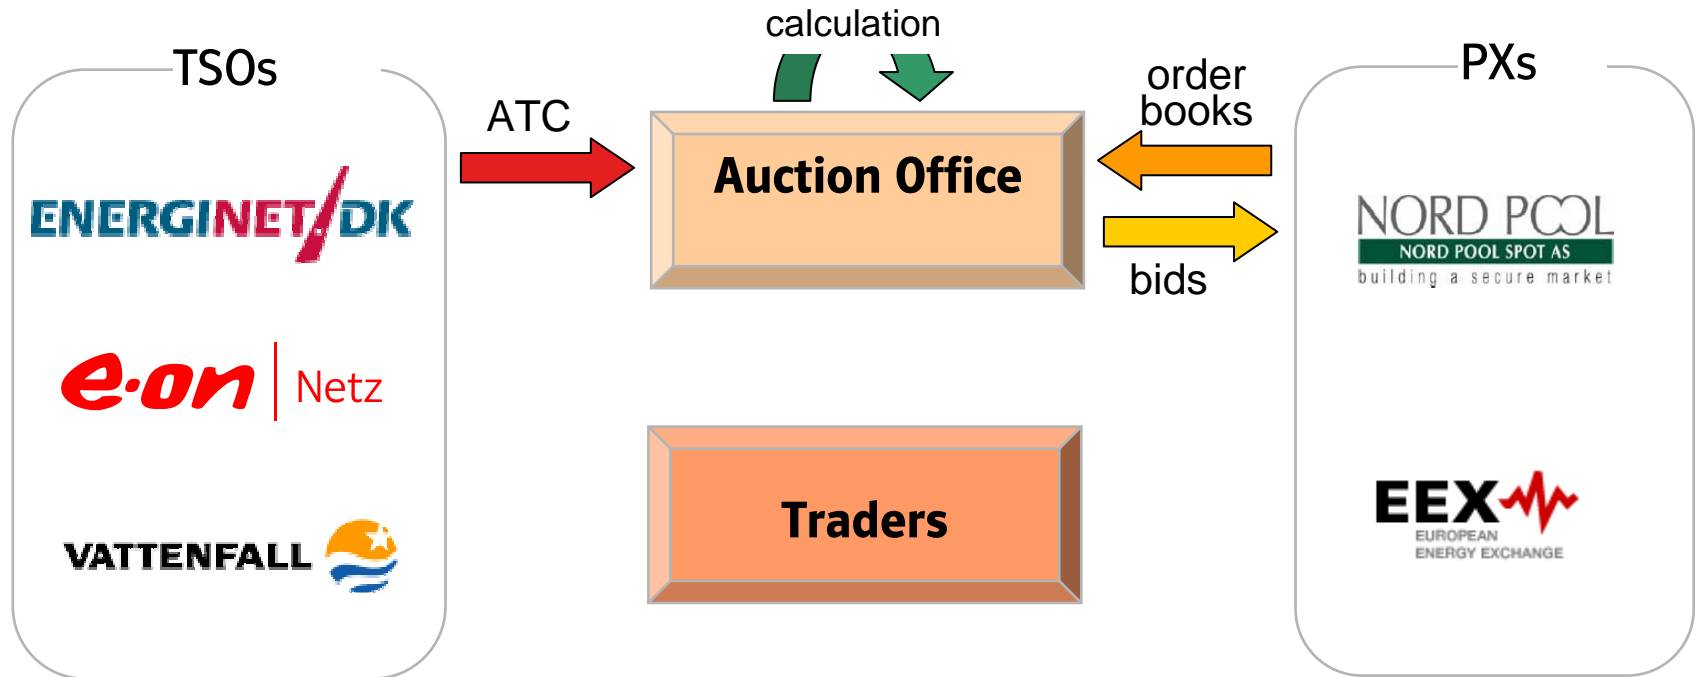 calculation
TSOs
PXs
ATC
order
books
Auction Office
bids
ENERGINET/DK
e·on | Netz
VATTENFALL
NORD POOL
NORD POOL SPOT AS
building a secure market
Traders
EEX
EUROPEAN
ENERGY EXCHANGE